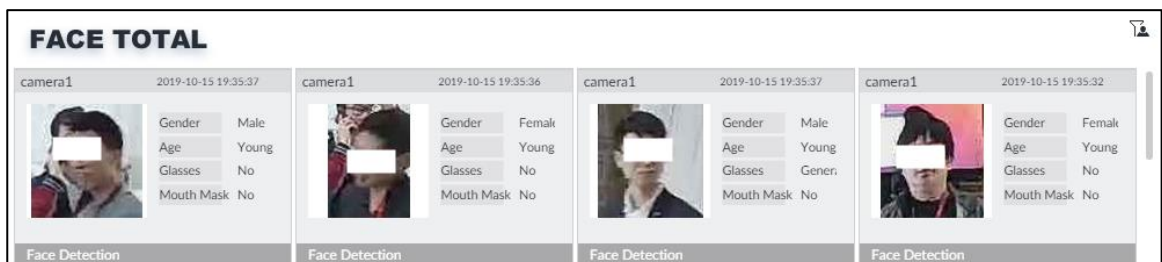 FACE TOTAL
camera1 2019-10-15 19:35:37
Gender Male
Age Young
Glasses No
Mouth Mask No
Face Detection
camera1 2019-10-15 19:35:36
Gender Femal
Age Young
Glasses No
Mouth Mask No
Face Detection
camera1 2019-10-15 19:35:37
Gender Male
Age Young
Glasses Genera
Mouth Mask No
Face Detection
camera1 2019-10-15 19:35:32
Gender Femal
Age Young
Glasses No
Mouth Mask No
Face Detection